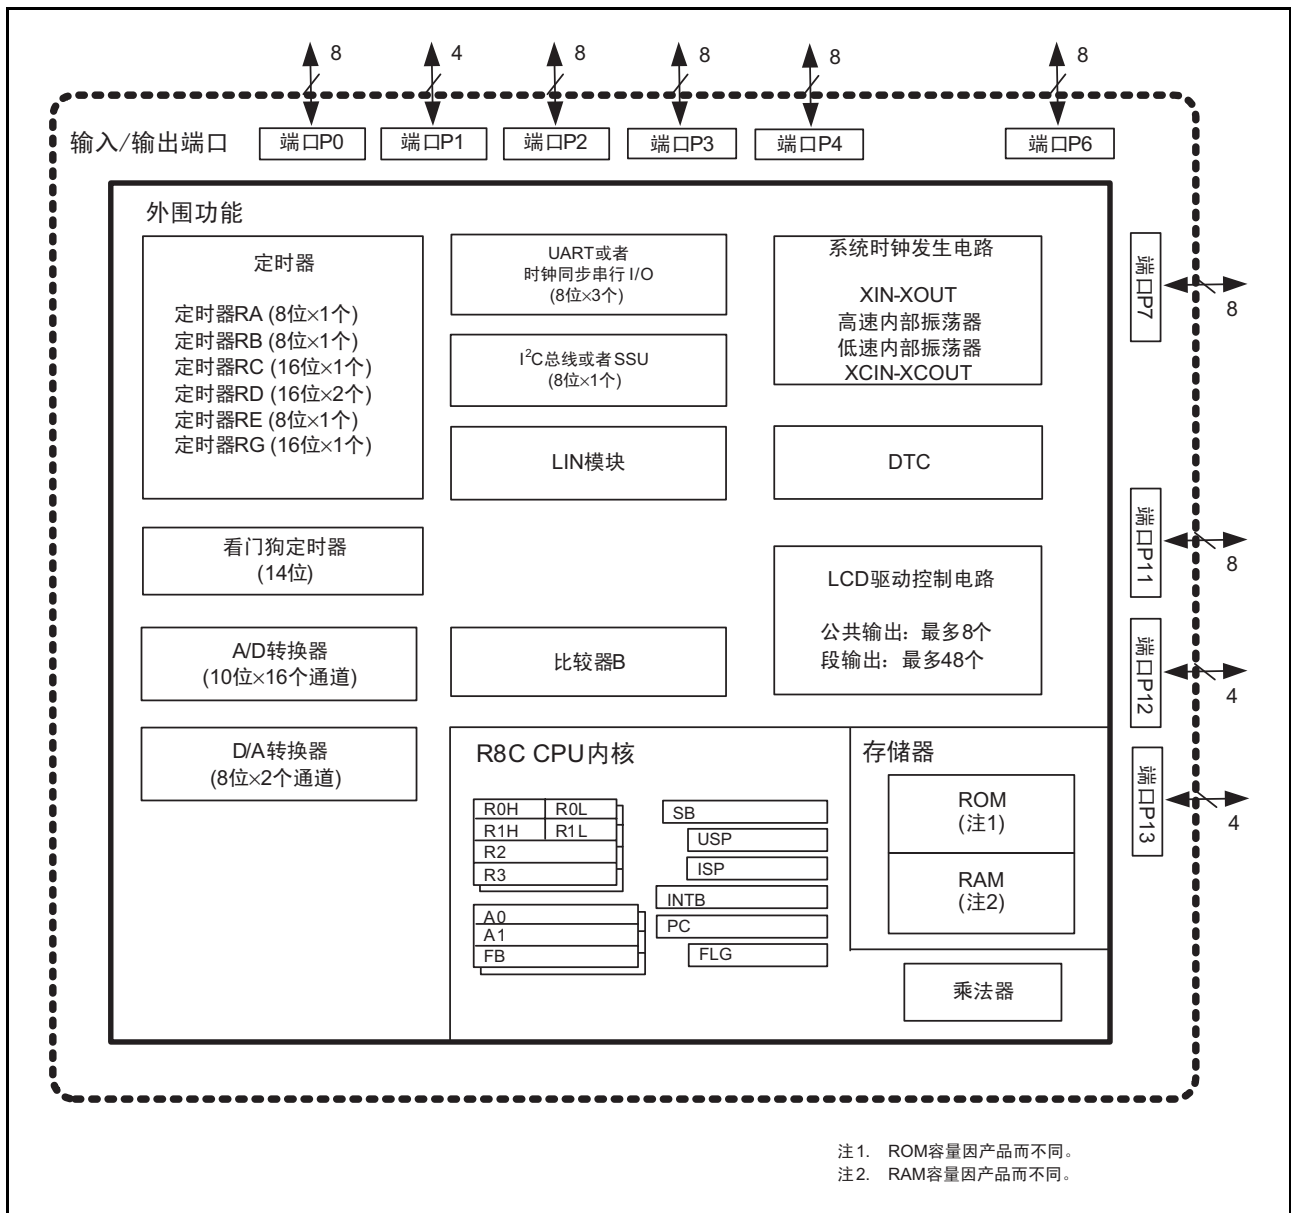 8
4
8
8
8
8
输入/输出端口
端口P0
端口P1
端口P2
端口P3
端口P4
端口P6
外围功能
定时器
定时器RA (8位×1个)
定时器RB (8位×1个)
定时器RC (16位×1个)
定时器RD (16位×2个)
定时器RE (8位×1个)
定时器RG (16位×1个)
看门狗定时器
(14位)
A/D转换器
(10位×16个通道)
D/A转换器
(8位×2个通道)
UART或者
时钟同步串行 I/O
(8位×3个)
I²C总线或者SSU
(8位×1个)
LIN模块
比较器B
系统时钟发生电路
XIN-XOUT
高速内部振荡器
低速内部振荡器
XCIN-XCOUT
DTC
LCD驱动控制电路
公共输出：最多8个
段输出：最多48个
端口P7
8
端口P11
8
端口P12
4
端口P13
4
R8C CPU内核
R0H R0L
R1H R1L
R2
R3
A0
A1
FB
SB
USP
ISP
INTB
PC
FLG
存储器
ROM
(注1)
RAM
(注2)
乘法器
注1. ROM容量因产品而不同。
注2. RAM容量因产品而不同。